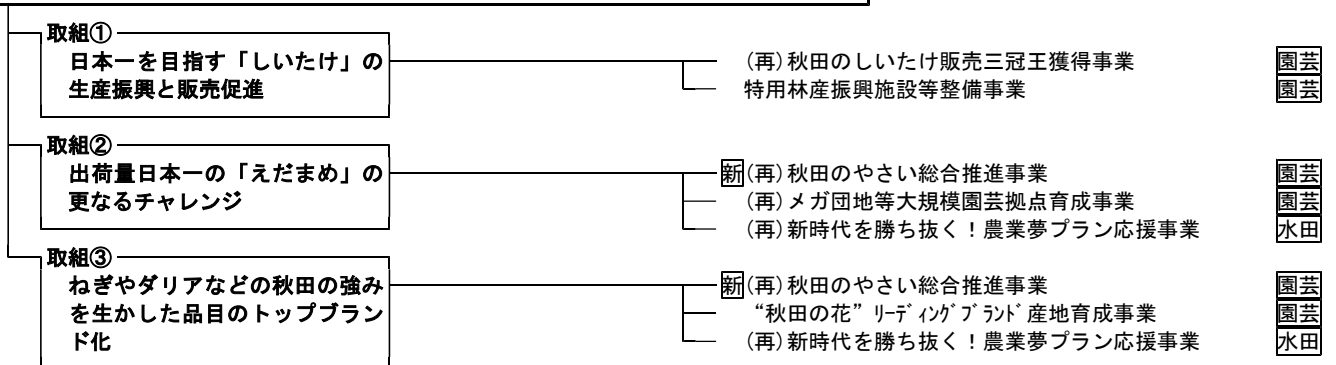 取組①
日本一を目指す「しいたけ」の
生産振興と販売促進
(再)秋田のしいたけ販売三冠王獲得事業 園芸
特用林産振興施設等整備事業 園芸
取組②
出荷量日本一の「えだまめ」の
更なるチャレンジ
新(再)秋田のやさい総合推進事業 園芸
(再)メガ団地等大規模園芸拠点育成事業 園芸
(再)新時代を勝ち抜く！農業夢プラン応援事業 水田
取組③
ねぎやダリアなどの秋田の強み
を生かした品目のトップブラン
ド化
新(再)秋田のやさい総合推進事業 園芸
“秋田の花”ﾘｰﾃﾞｨﾝｸﾞﾌﾞﾗﾝﾄﾞ産地育成事業 園芸
(再)新時代を勝ち抜く！農業夢プラン応援事業 水田